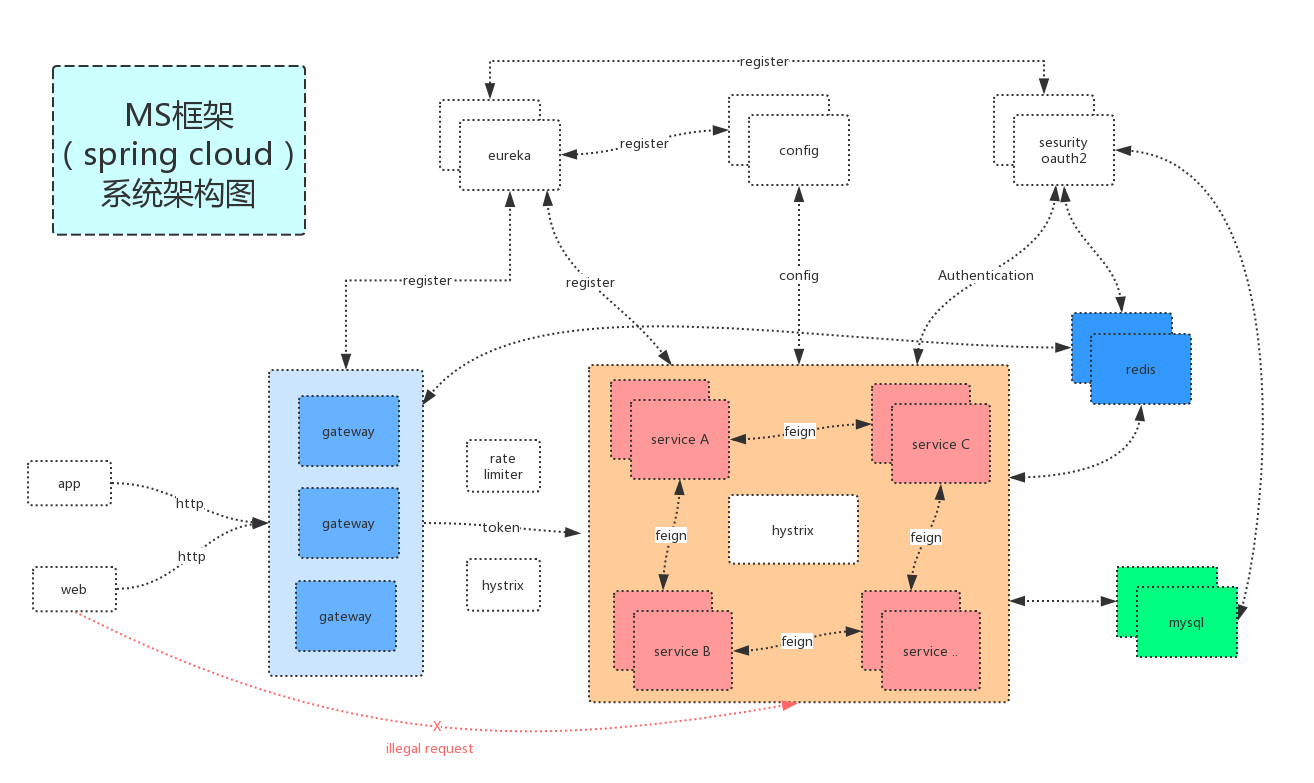 MS框架
（spring cloud）
系统架构图
register
eureka
register
config
sesurity
oauth2
register
register
config
Authentication
redis
gateway
gateway
gateway
app
web
http
http
rate
limiter
token
hystrix
service A
feign
service C
feign
hystrix
feign
service B
feign
service ..
mysql
X
illegal request